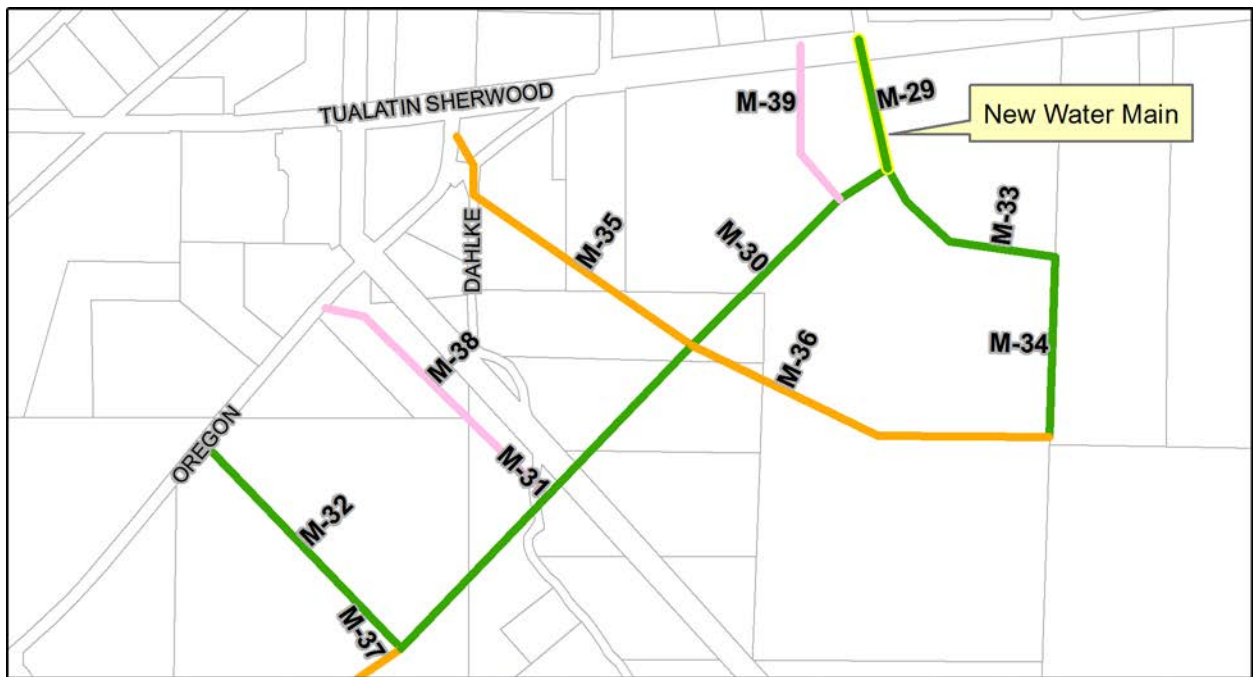 TUALATIN SHERWOOD
M-39
M-29
New Water Main
M-33
DAHLKE
M-35
M-30
M-34
M-36
M-38
OREGON
M-31
M-32
M-37